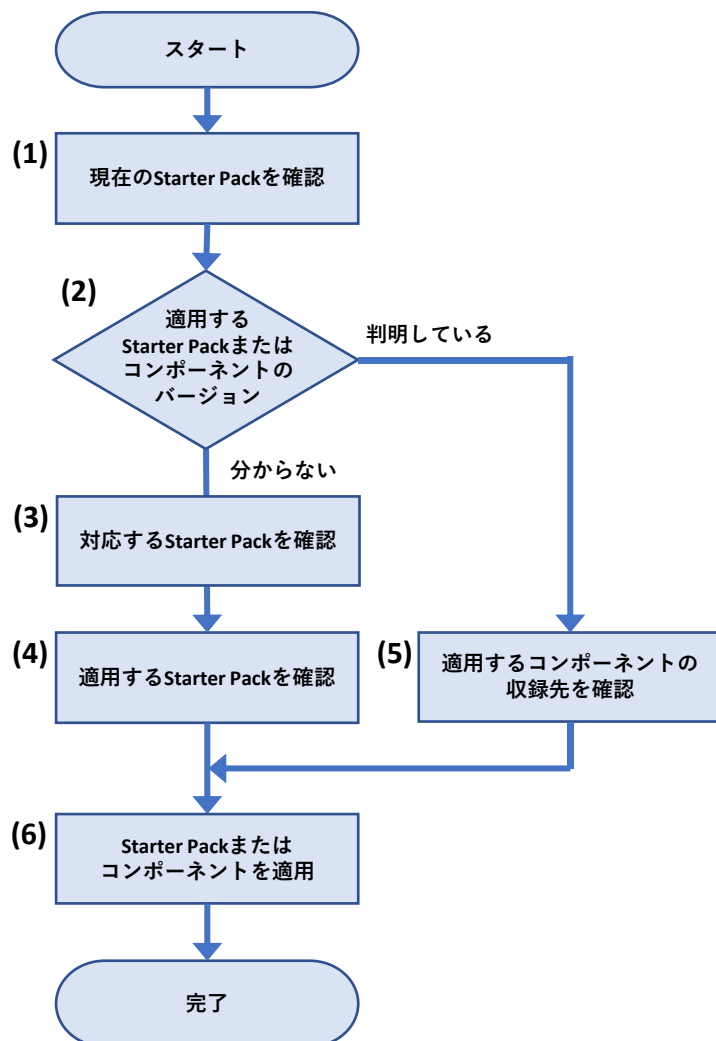 スタート
(1)
現在のStarter Packを確認
(2)
適用する
Starter Packまたは
コンポーネントの
バージョン
判明している
分からない
(3)
対応するStarter Packを確認
(4)
適用するStarter Packを確認
(5)
適用するコンポーネントの
収録先を確認
(6)
Starter Packまたは
コンポーネントを適用
完了